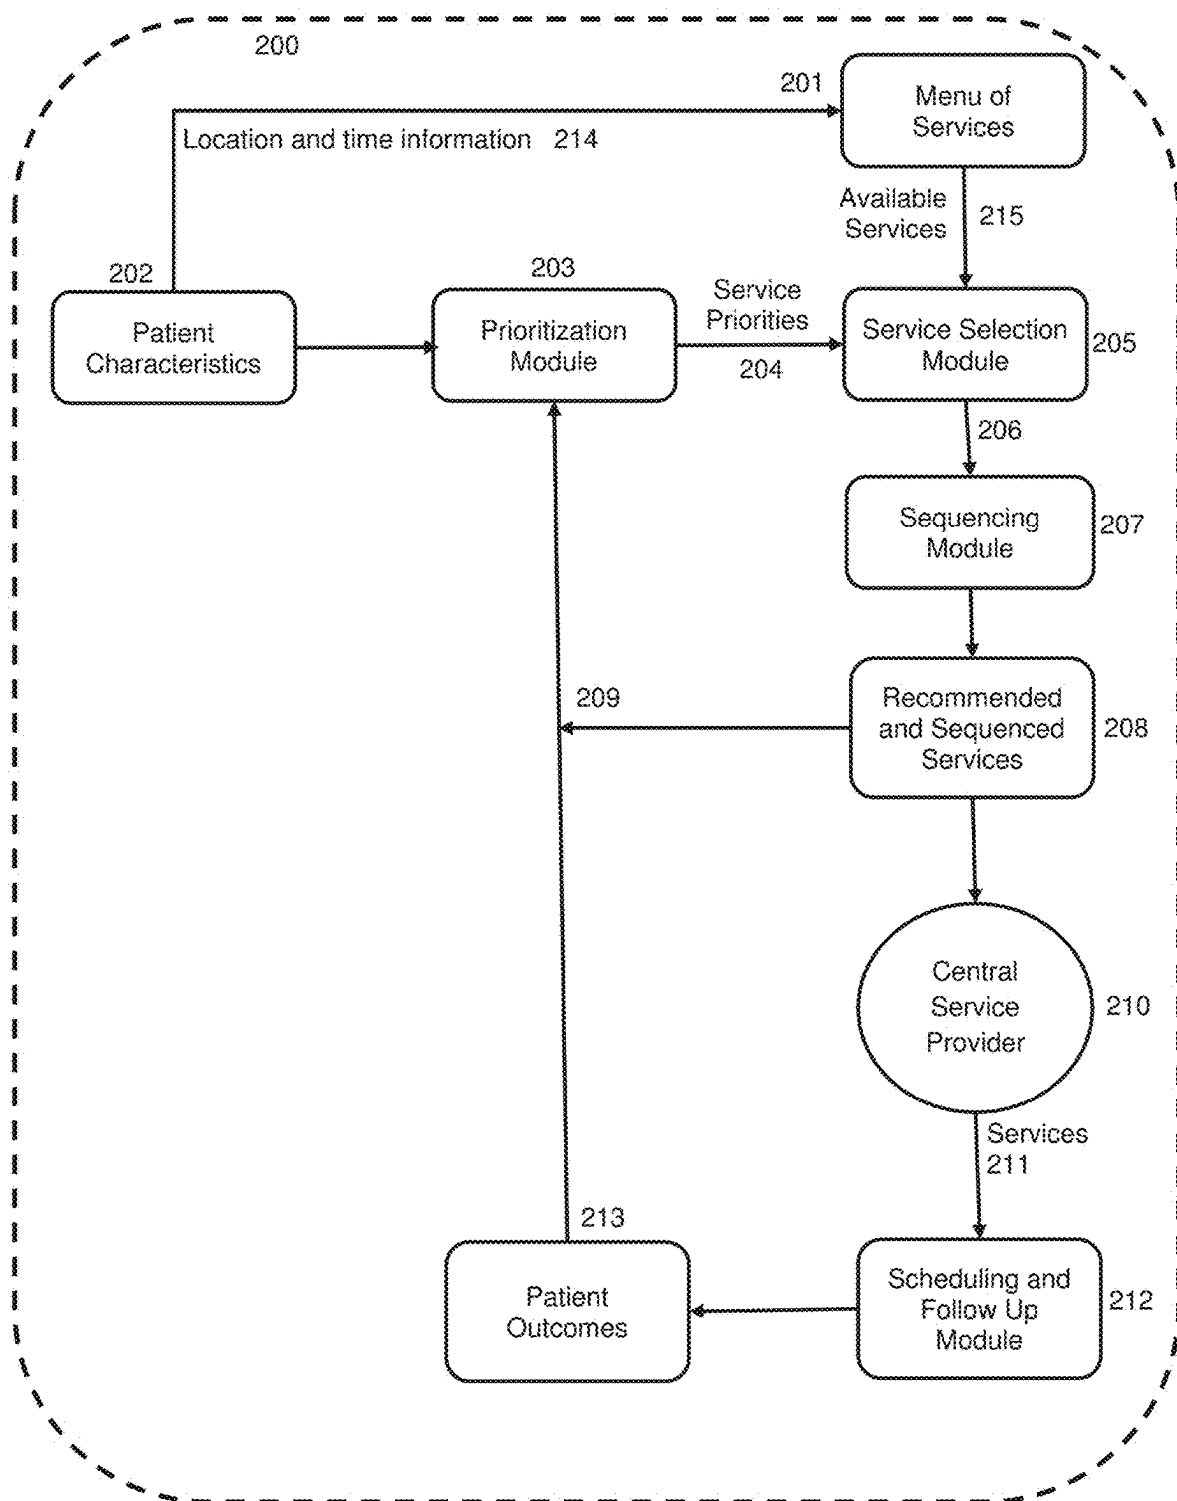 200
201
Menu of
Services
Location and time information 214
Available
Services
215
202
Patient
Characteristics
203
Prioritization
Module
Service
Priorities
204
Service Selection
Module
205
206
Sequencing
Module
207
209
Recommended
and Sequenced
Services
208
Central
Service
Provider
210
Services
211
213
Patient
Outcomes
Scheduling and
Follow Up
Module
212